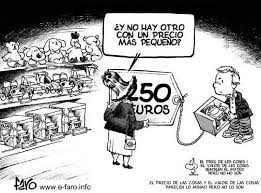 ¿Y NO HAY OTRO
CON UN PRECIO
MÁS PEQUEÑO?
250
EUROS
FARO
www.e-faro.info
EL PRECIO DE LAS COSAS Y EL VALOR DE LAS COSAS
PARECEN LO MISMO PERO NO LO SON